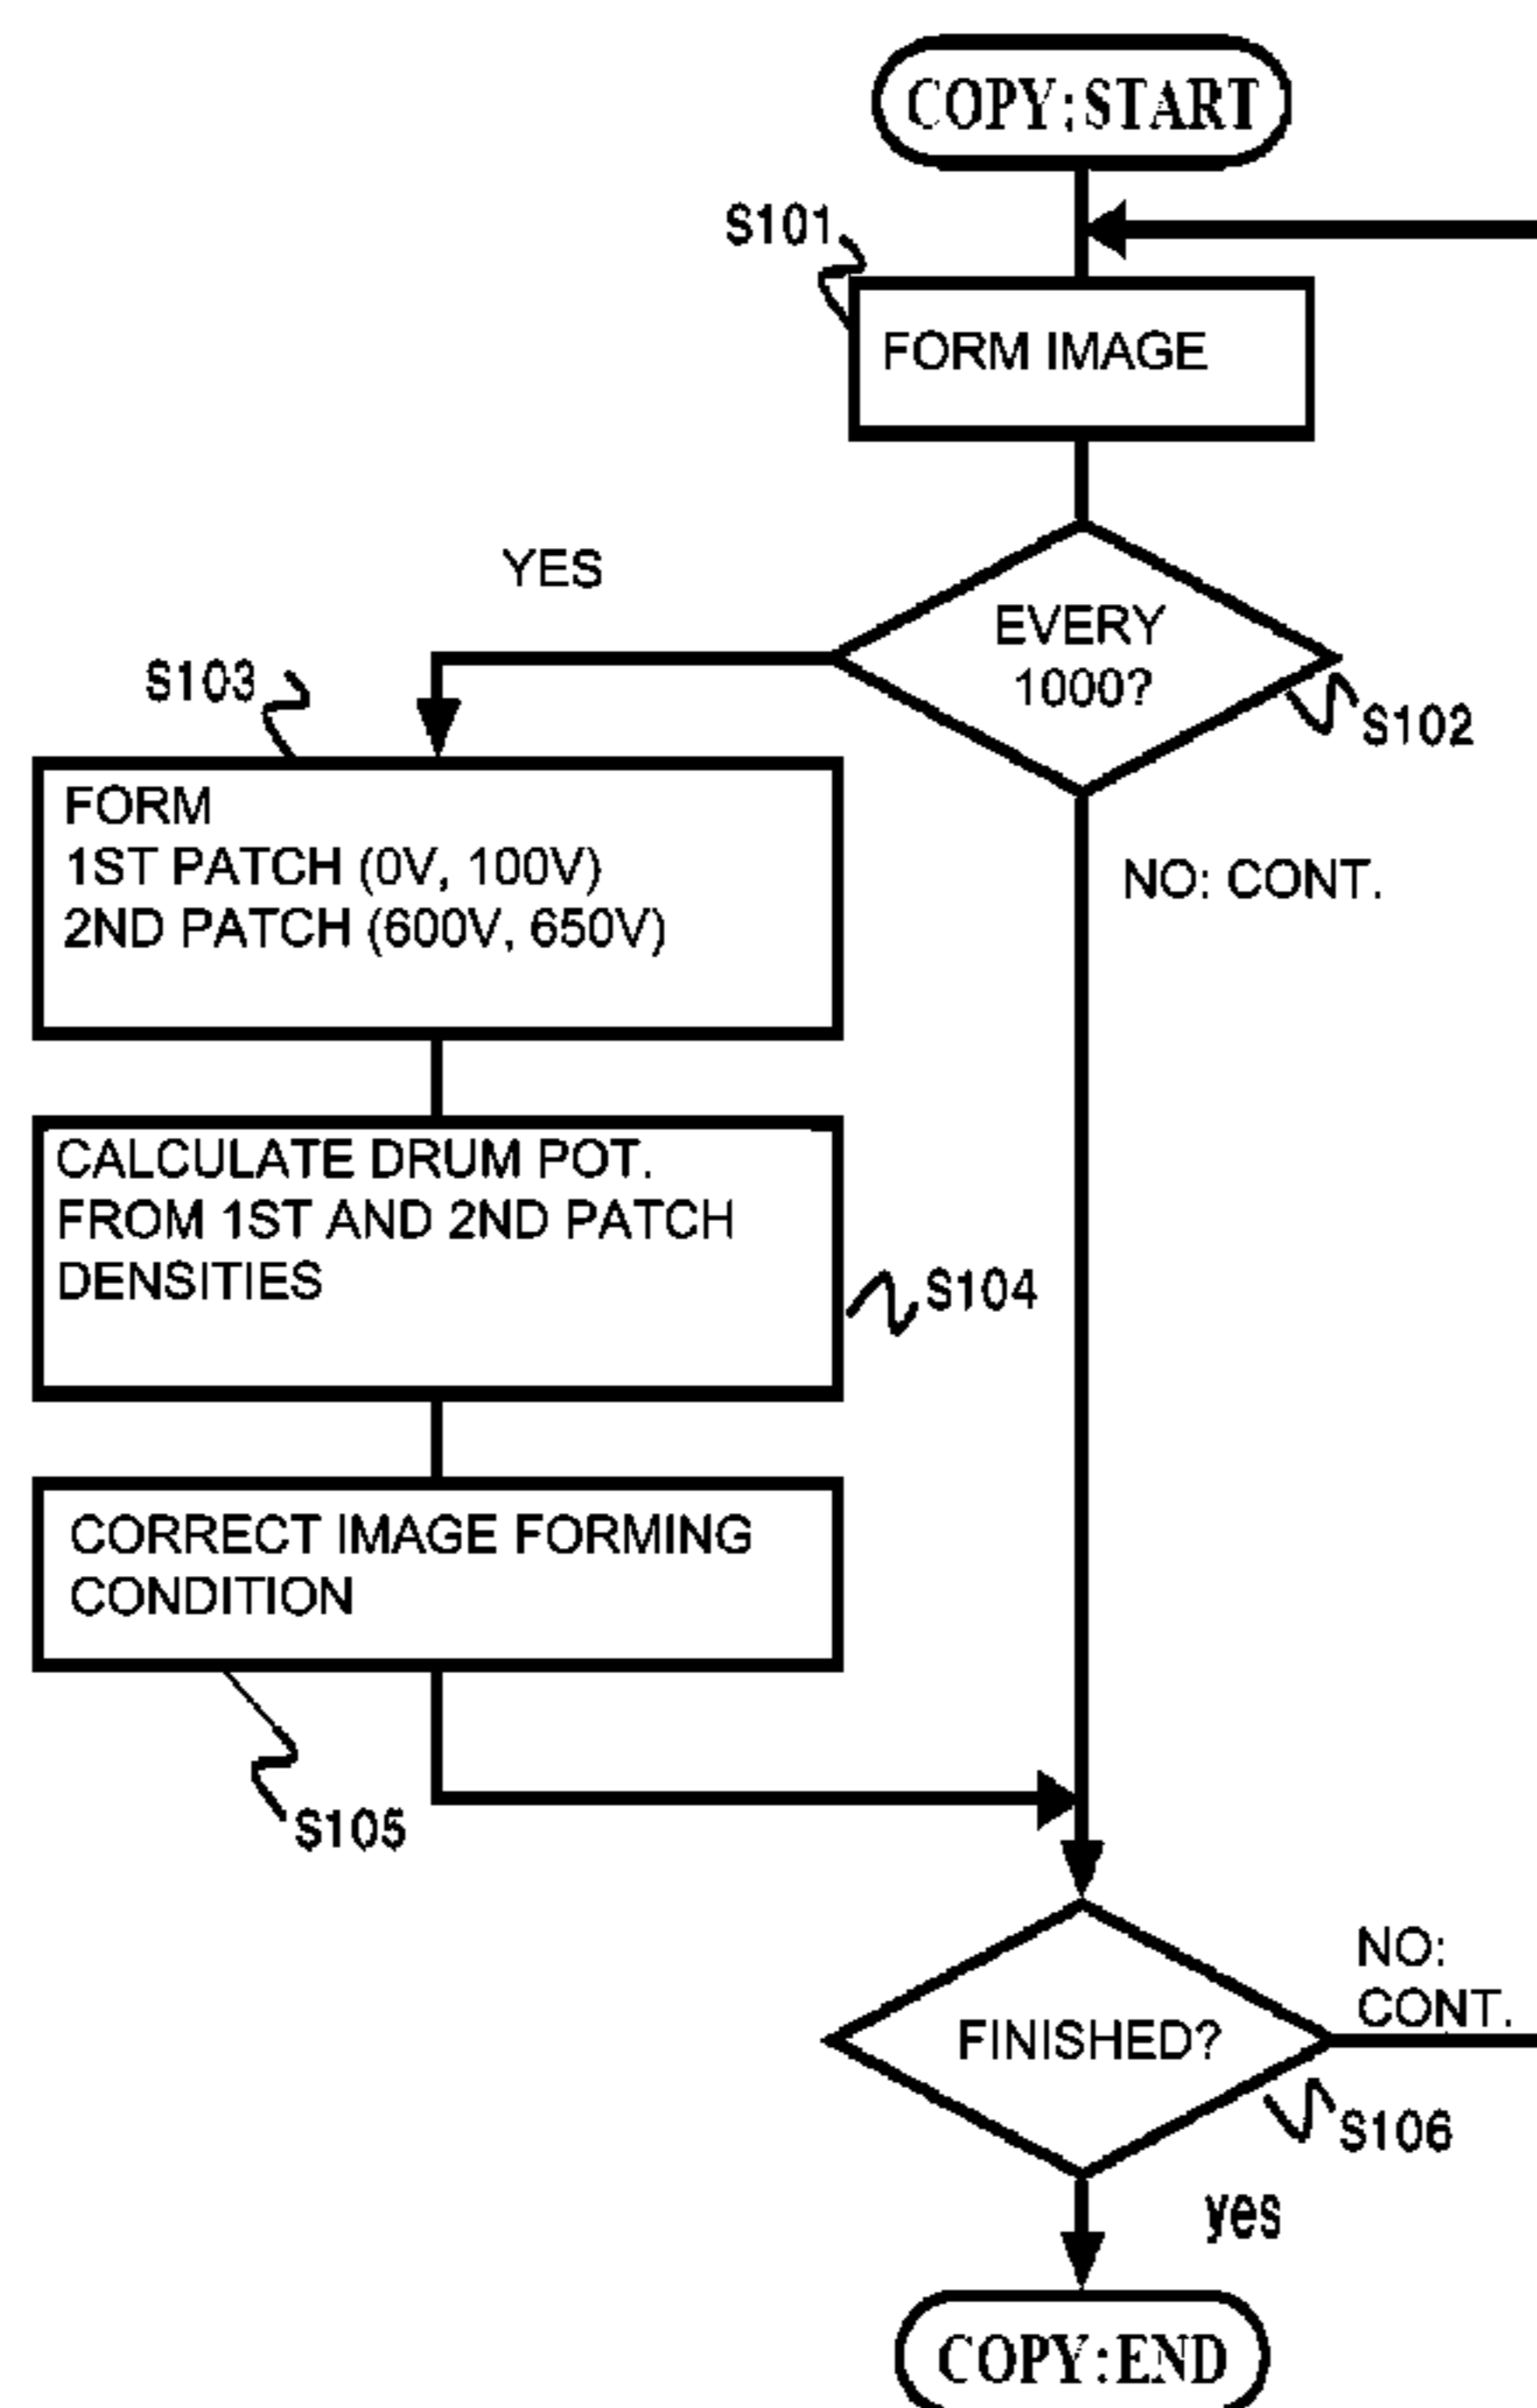 COPY:START
S101
FORM IMAGE
YES
EVERY
1000?
S102
S103
NO: CONT.
FORM
1ST PATCH (0V, 100V)
2ND PATCH (600V, 650V)
CALCULATE DRUM POT.
FROM 1ST AND 2ND PATCH
DENSITIES
S104
CORRECT IMAGE FORMING
CONDITION
S105
FINISHED?
NO:
CONT.
S106
yes
COPY:END